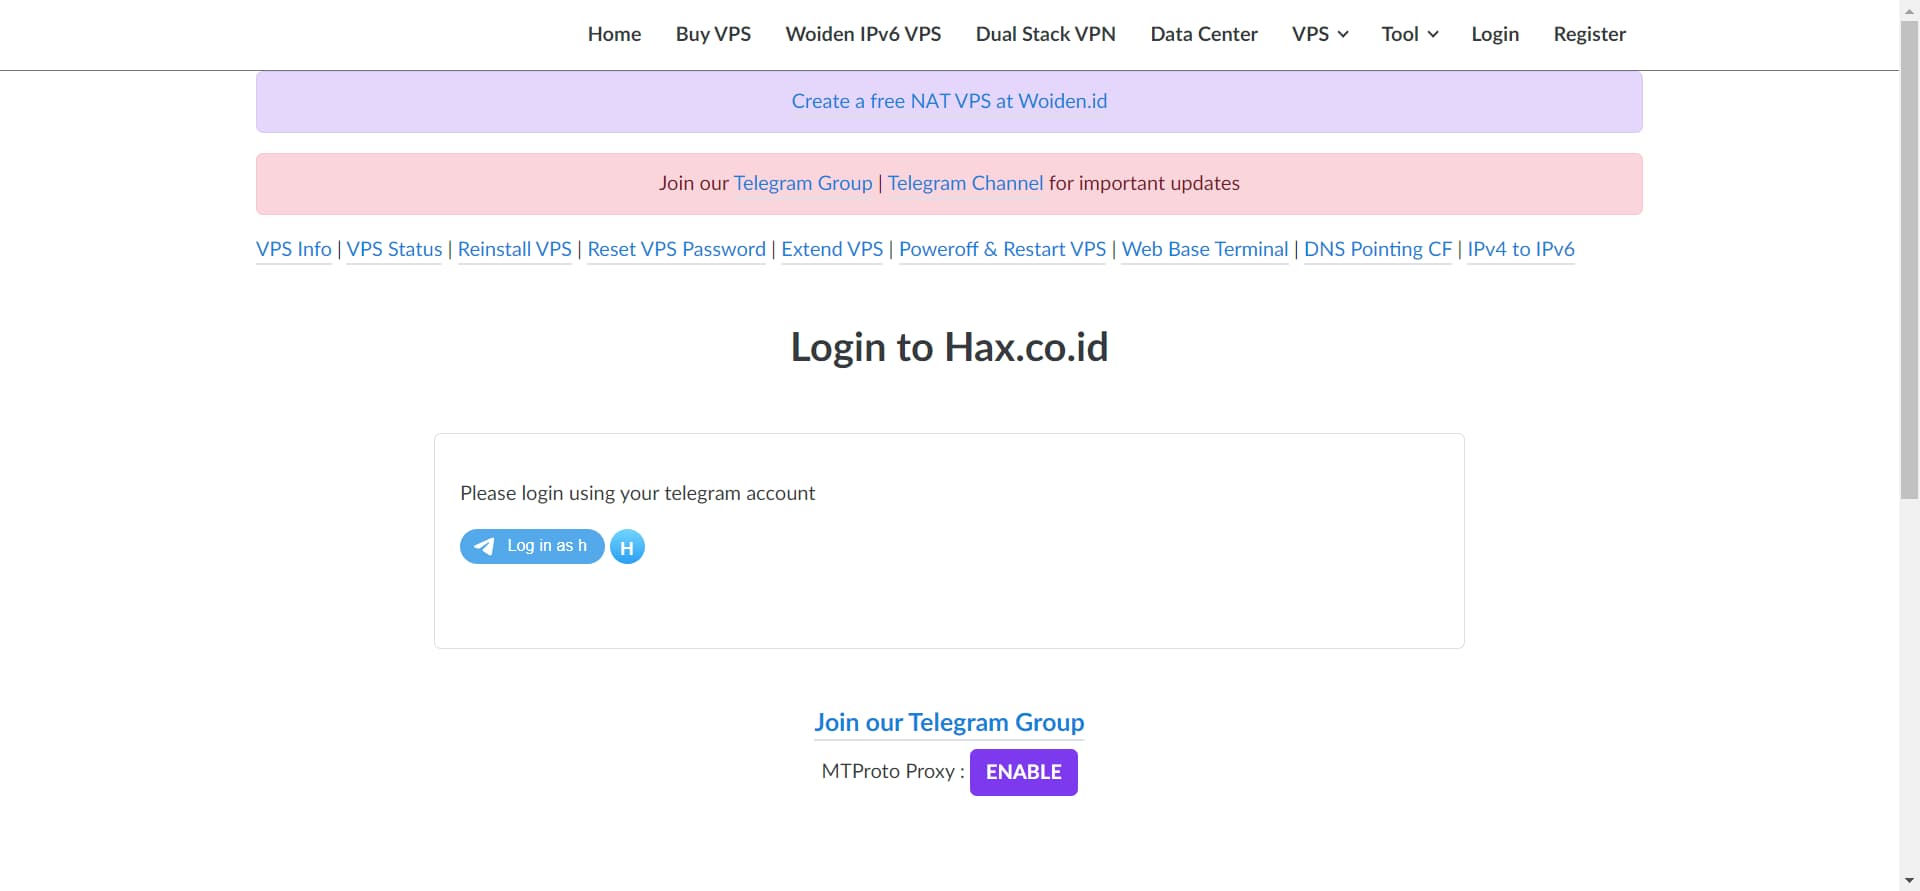 Home Buy VPS Woiden IPv6 VPS Dual Stack VPN Data Center VPS Tool Login Register
Create a free NAT VPS at Woiden.id
Join our Telegram Group | Telegram Channel for important updates
VPS Info | VPS Status | Reinstall VPS | Reset VPS Password | Extend VPS | Poweroff & Restart VPS | Web Base Terminal | DNS Pointing CF | IPv4 to IPv6
Login to Hax.co.id
Please login using your telegram account
Log in as h H
Join our Telegram Group
MTProto Proxy : ENABLE